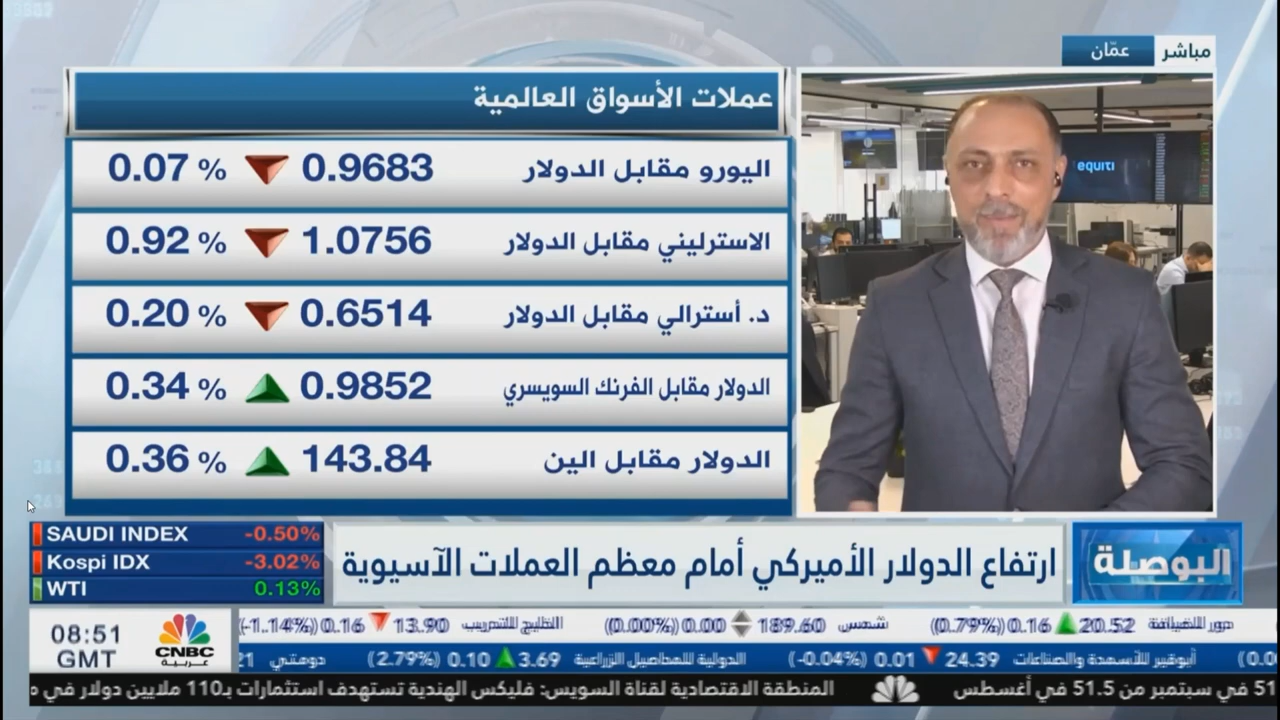 مباشر عمّان
عملات الأسواق العالمية
اليورو مقابل الدولار 0.9683 0.07 %
الاسترليني مقابل الدولار 1.0756 0.92 %
د. أسترالي مقابل الدولار 0.6514 0.20 %
الدولار مقابل الفرنك السويسري 0.9852 0.34 %
الدولار مقابل الين 143.84 0.36 %
equiti
البوصلة
ارتفاع الدولار الأميركي أمام معظم العملات الآسيوية
SAUDI INDEX -0.50%
Kospi IDX -3.02%
WTI 0.13%
08:51
GMT
CNBC
عربية
20.52 0.16 (0.79%) شمس 189.60 0.00 (0.00%) الخليج للتدريب 13.90 0.16 (-1.14%)
أبوقير للأسمدة والصناعات 24.39 0.01 (-0.04%) الدولية للمحاصيل الزراعية 3.69 0.10 (2.79%) دومتي
51 في سبتمبر من 51.5 في أغسطس المنطقة الاقتصادية لقناة السويس: فليكس الهندية تستهدف استثمارات بـ110 ملايين دولار في م